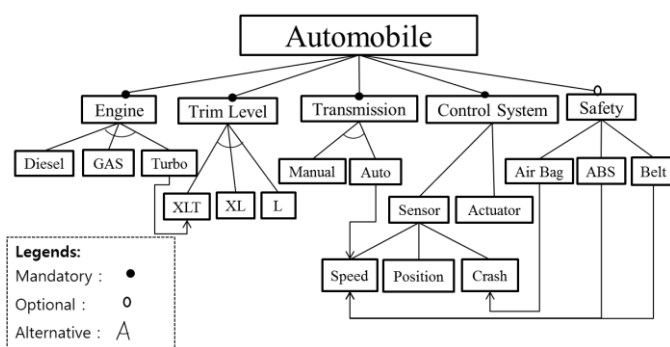 Automobile
Engine
Trim Level
Transmission
Control System
Safety
Diesel
GAS
Turbo
Manual
Auto
Air Bag
ABS
Belt
XLT
XL
L
Sensor
Actuator
Speed
Position
Crash
Legends:
Mandatory :
Optional :
Alternative :